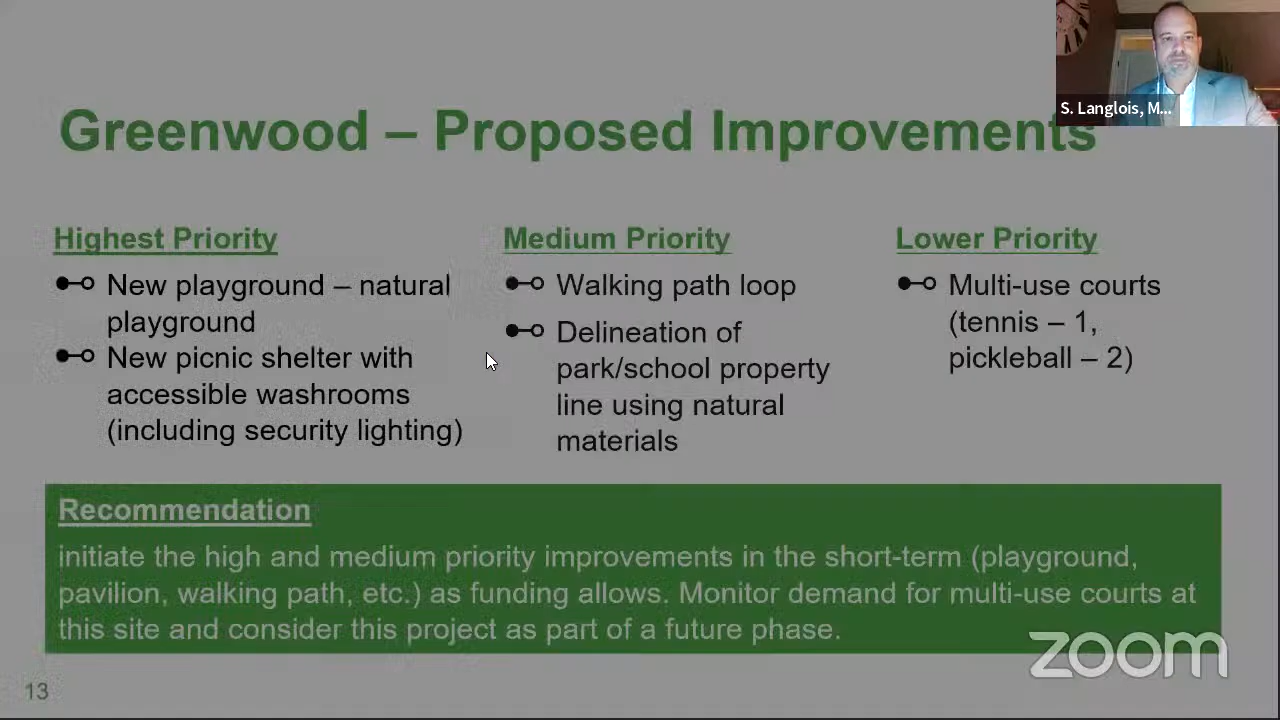 S. Langlois, M...
Greenwood – Proposed Improvements
Highest Priority
New playground – natural
playground
New picnic shelter with
accessible washrooms
(including security lighting)
Medium Priority
Walking path loop
Delineation of
park/school property
line using natural
materials
Lower Priority
Multi-use courts
(tennis – 1,
pickleball – 2)
Recommendation
initiate the high and medium priority improvements in the short-term (playground,
pavilion, walking path, etc.) as funding allows. Monitor demand for multi-use courts at
this site and consider this project as part of a future phase.
zoom
13